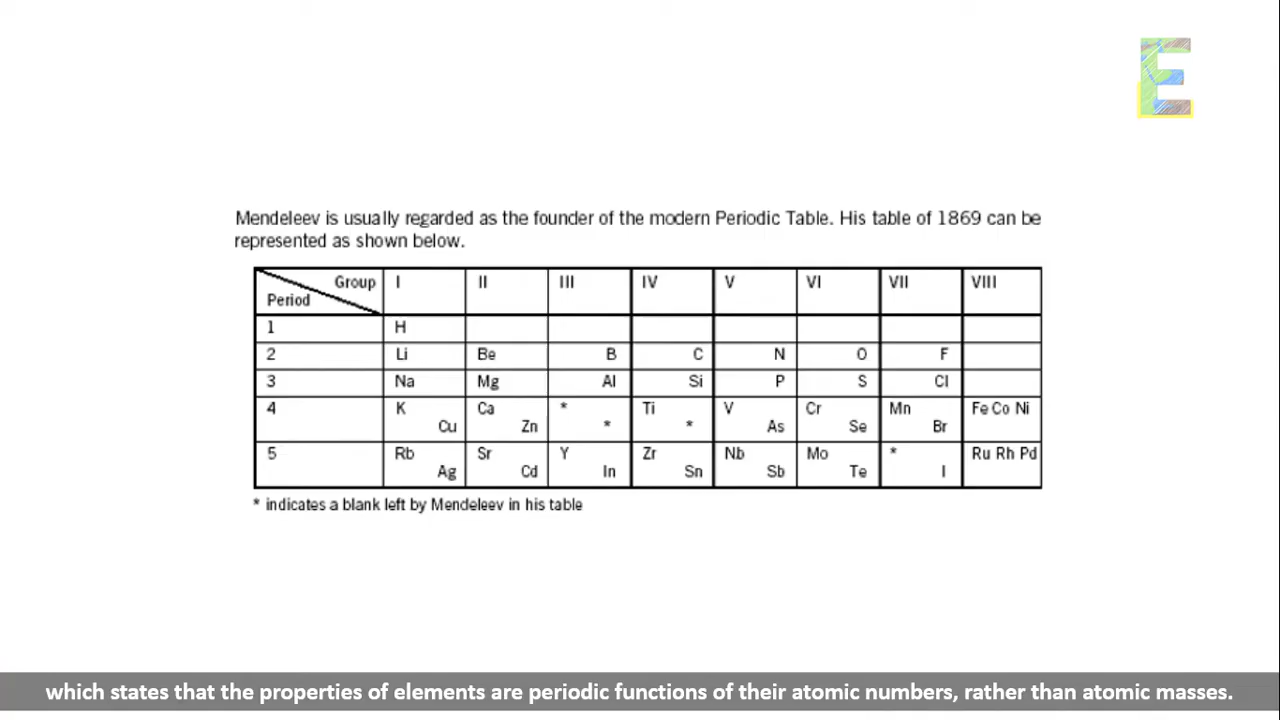 E
Mendeleev is usually regarded as the founder of the modern Periodic Table. His table of 1869 can be
represented as shown below.
Group I II III IV V VI VII VIII
Period
1 H
2 Li Be B C N O F
3 Na Mg Al Si P S Cl
4 K Ca * Ti V Cr Mn Fe Co Ni
Cu Zn * * As Se Br
5 Rb Sr Y Zr Nb Mo * Ru Rh Pd
Ag Cd In Sn Sb Te I
* indicates a blank left by Mendeleev in his table
which states that the properties of elements are periodic functions of their atomic numbers, rather than atomic masses.